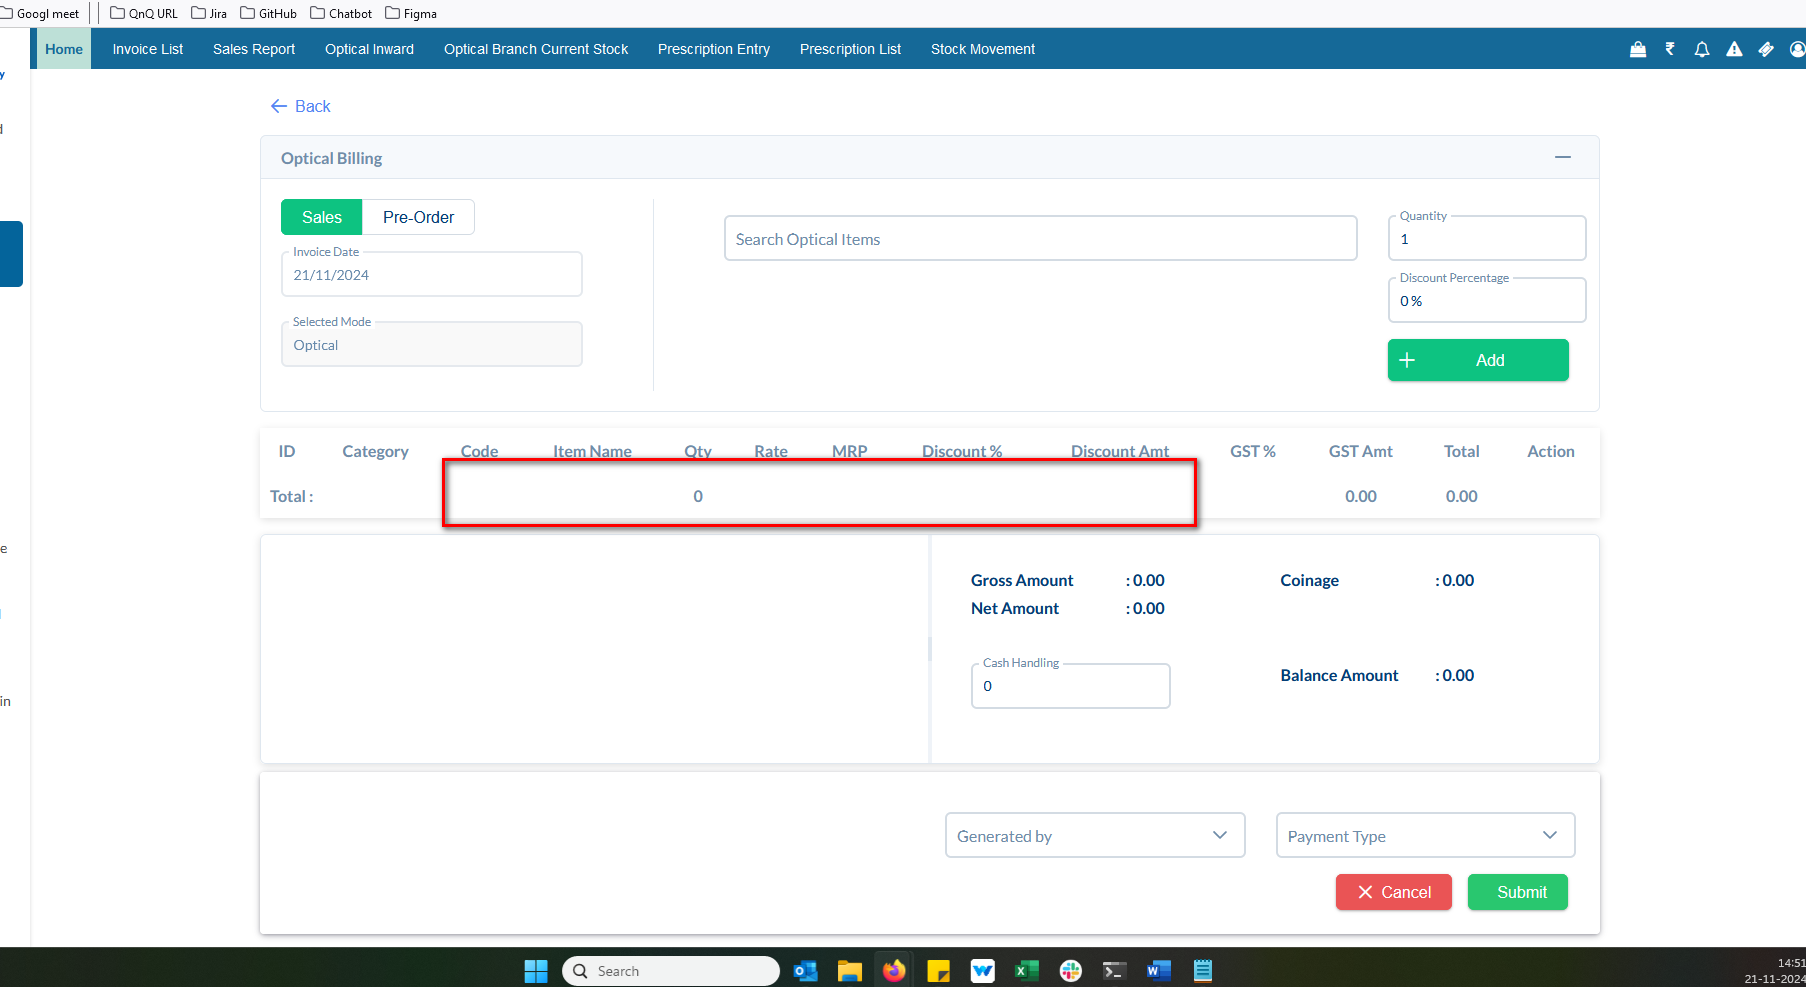 Googl meet QnQ URL Jira GitHub Chatbot Figma
Home Invoice List Sales Report Optical Inward Optical Branch Current Stock Prescription Entry Prescription List Stock Movement
y
Back
d
Optical Billing
Sales Pre-Order
Invoice Date
21/11/2024
Selected Mode
Optical
Search Optical Items
Quantity
1
Discount Percentage
0 %
Add
ID Category Code Item Name Qty Rate MRP Discount % Discount Amt GST % GST Amt Total Action
Total : 0 0.00 0.00
e
Gross Amount : 0.00 Coinage : 0.00
Net Amount : 0.00
Cash Handling
0
Balance Amount : 0.00
in
Generated by Payment Type
Cancel Submit
Search
14:51
21-11-2024